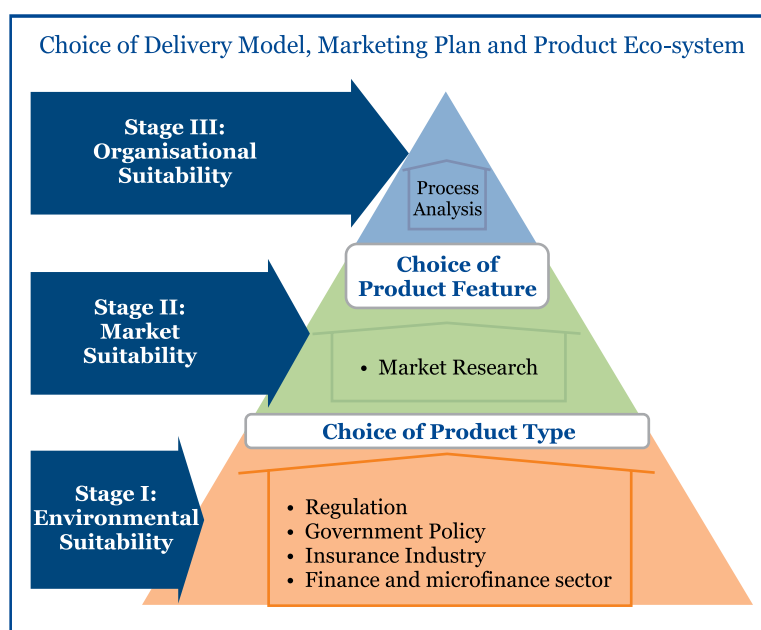 Choice of Delivery Model, Marketing Plan and Product Eco-system
Stage III:
Organisational
Suitability
Process
Analysis
Choice of
Product Feature
Stage II:
Market
Suitability
• Market Research
Choice of Product Type
Stage I:
Environmental
Suitability
• Regulation
• Government Policy
• Insurance Industry
• Finance and microfinance sector